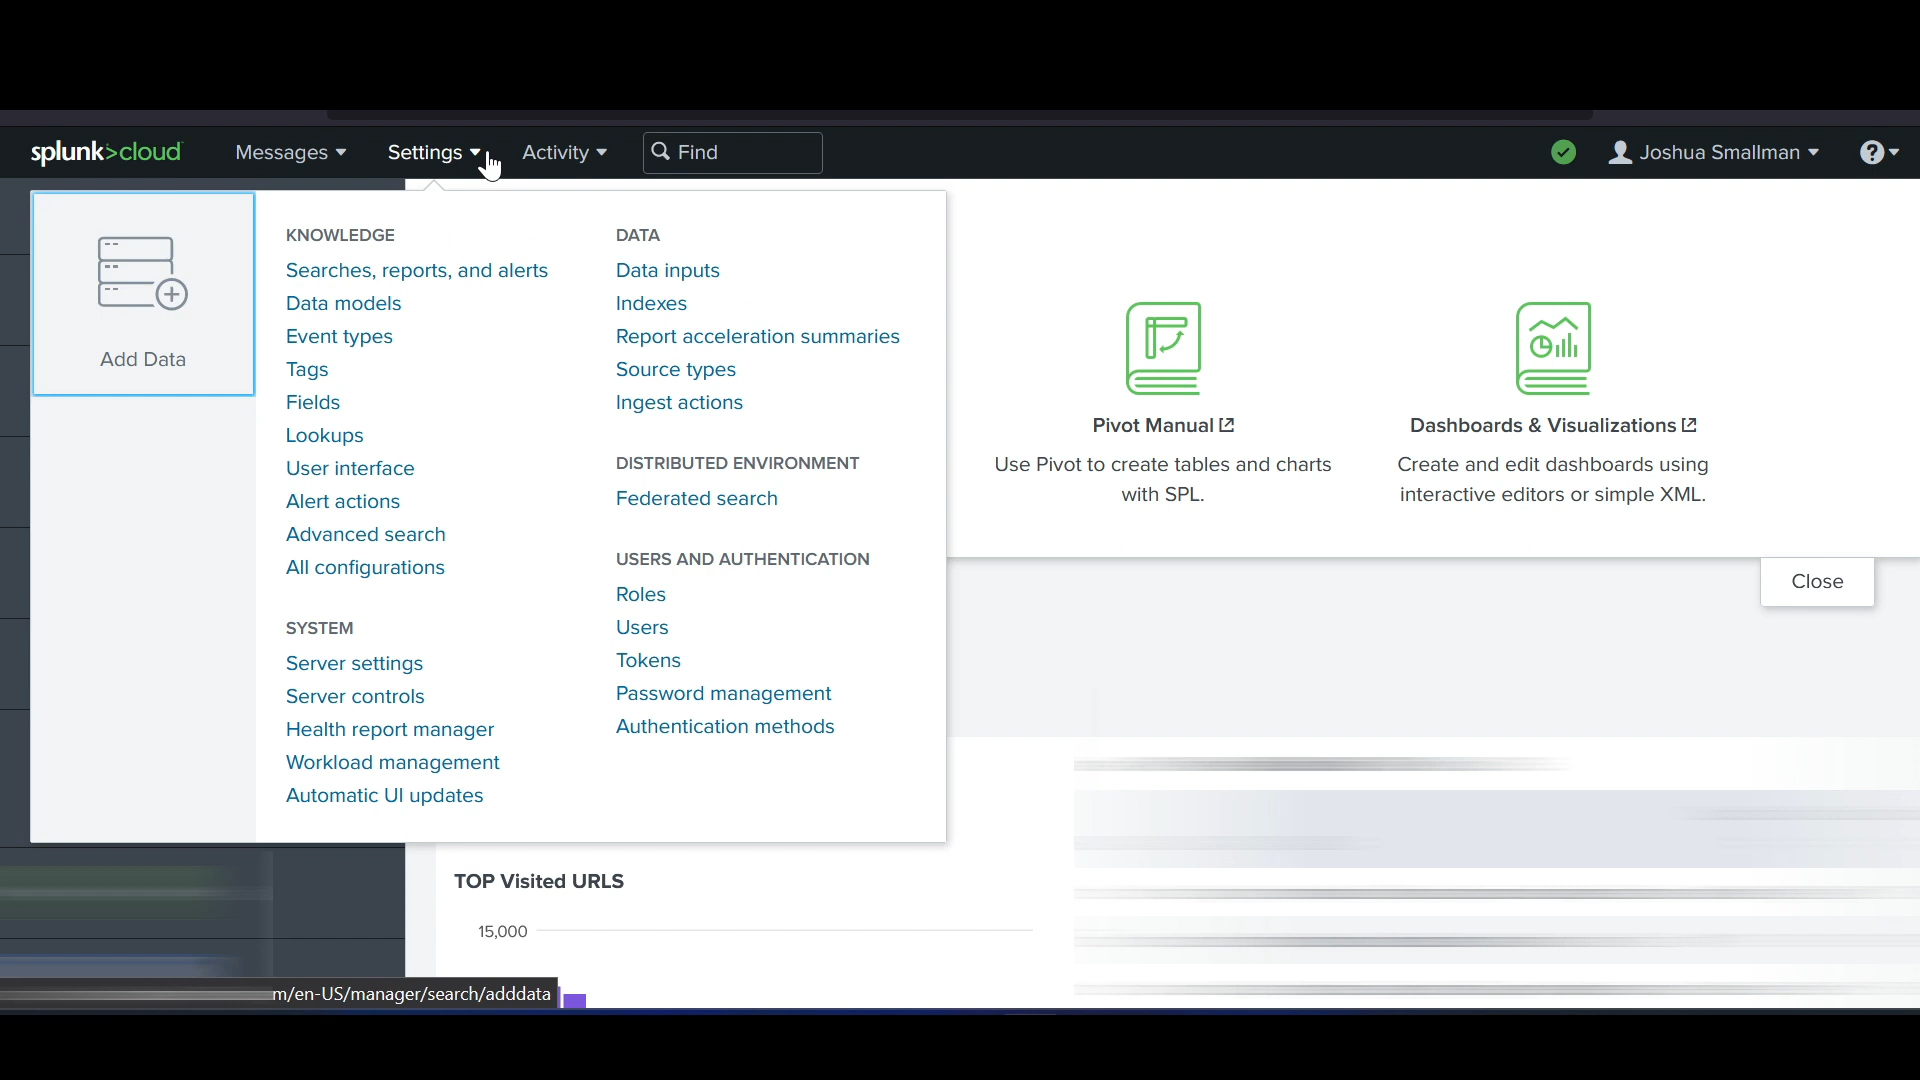 splunk>cloud
Messages
Settings
Activity
Find
Joshua Smallman
?
Add Data
KNOWLEDGE
Searches, reports, and alerts
Data models
Event types
Tags
Fields
Lookups
User interface
Alert actions
Advanced search
All configurations
SYSTEM
Server settings
Server controls
Health report manager
Workload management
Automatic UI updates
DATA
Data inputs
Indexes
Report acceleration summaries
Source types
Ingest actions
DISTRIBUTED ENVIRONMENT
Federated search
USERS AND AUTHENTICATION
Roles
Users
Tokens
Password management
Authentication methods
Pivot Manual
Use Pivot to create tables and charts
with SPL.
Dashboards & Visualizations
Create and edit dashboards using
interactive editors or simple XML.
Close
TOP Visited URLS
15,000
m/en-US/manager/search/adddata